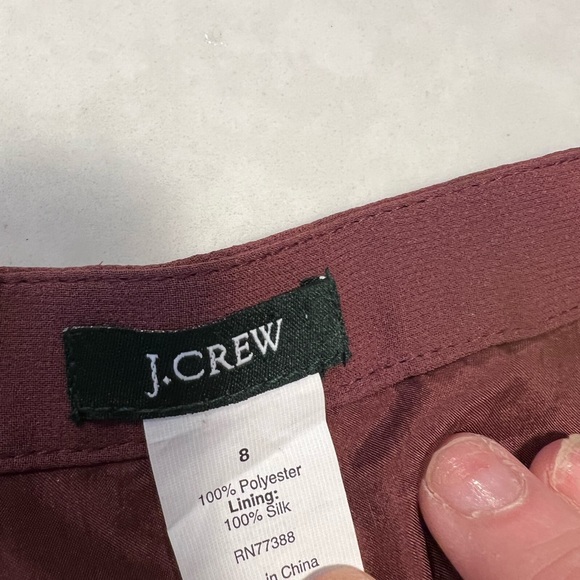 J.CREW
8
100% Polyester
Lining:
100% Silk
RN77388
in China